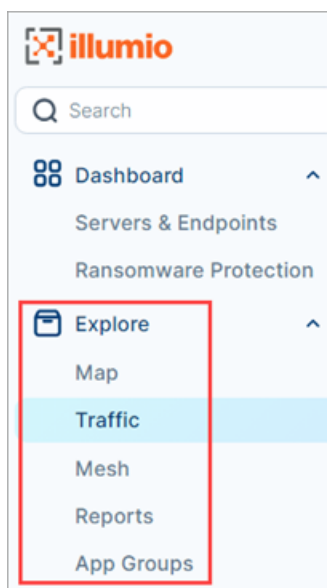 illumio
Search
Dashboard
Servers & Endpoints
Ransomware Protection
Explore
Map
Traffic
Mesh
Reports
App Groups